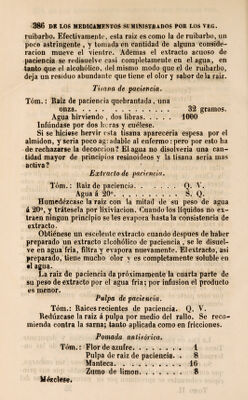 386 DE LOS MEDICAMENTOS SUMINISTRADOS POR LOS VEG.
ruibarbo. Efectivamente, esta raiz es como la de ruibarbo, un
poco astringente, y tomada en cantidad de alguna conside-
racion mueve el vientre. Ademas el extracto acuoso de
paciencia se redisuelve casi completamente en el agua, en
tanto que el alcohólico, del mismo modo que el de ruibarbo,
deja un residuo abundante que tiene el olor y sabor de la raiz.
Tisana de paciencia.
Tóm.: Raiz de paciencia quebrantada, una
onza. . . . . . . . . . 32 gramos.
Agua hirviendo, dos libras. . . . . 1000
Infúndase por dos horas y cuélese.
Si se hiciese hervir esta tisana apareceria espesa por el
almidon, y seria poco agradable al enfermo; pero por esto ha
de rechazarse la decoccion? El agua no disolveria una can-
tidad mayor de principios resinoideos y la tisana seria mas
activa?
Extracto de paciencia.
Tóm.: Raiz de paciencia. . . . . . . Q. V.
Agua á 20°. . . . . . . . . S. Q.
Humedézcase la raiz con la mitad de su peso de agua
á 20°, y trátesela por lixiviacion. Cuando los líquidos no ex-
traen ningun principio se les evapora hasta la consistencia de
extracto.
Obtiénese un excelente extracto cuando despues de haber
preparado un extracto alcohólico de paciencia, se le disuel-
ve en agua fria, filtra y evapora nuevamente. El extracto, así
preparado, tiene mucho olor y es completamente soluble en
el agua.
La raiz de paciencia da próximamente la cuarta parte de
su peso de extracto por el agua fria; por infusion el producto
es menor.
Pulpa de paciencia.
Tóm.: Raices recientes de paciencia. Q. V.
Redúzcase la raiz á pulpa por medio del rallo. Se reco-
mienda contra la sarna; tanto aplicada como en fricciones.
Pomada antisórica.
Tóm.: Flor de azufre. . . . . . . 4
Pulpa de raiz de paciencia. . . 8
Manteca. . . . . . . . . 16
Zumo de limon. . . . . . . 8
Mézclese.